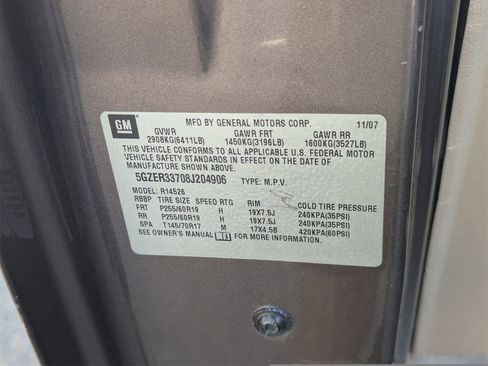 GM
MFD BY GENERAL MOTORS CORP. 11/07
GVWR GAWR FRT GAWR RR
2908KG(6411LB) 1450KG(3196LB) 1600KG(3527LB)
THIS VEHICLE CONFORMS TO ALL APPLICABLE U.S. FEDERAL MOTOR
VEHICLE SAFETY STANDARDS IN EFFECT ON THE DATE OF
MANUFACTURE SHOWN ABOVE.
5GZER33708J204906 TYPE: M.P.V.
MODEL: R14526
RBBP TIRE SIZE SPEED RTG RIM COLD TIRE PRESSURE
FRT P255/60R19 H 19X7.5J 240KPA(35PSI)
RR P255/60R19 H 19X7.5J 240KPA(35PSI)
SPA T145/70R17 M 17X4.5B 420KPA(60PSI)
SEE OWNER'S MANUAL FOR MORE INFORMATION.